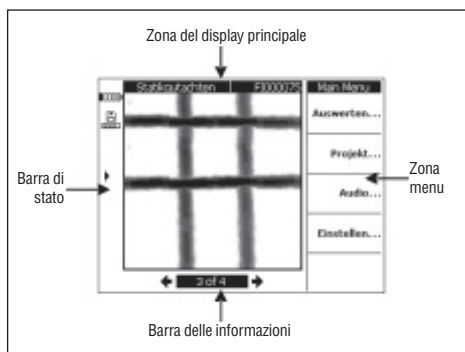 Zona del display principale
Statikgutachten F1000075 Main Menu
Auswerten...
Projekt...
Audio...
Einstellen...
Barra di
stato
Zona
menu
3 of 4
Barra delle informazioni